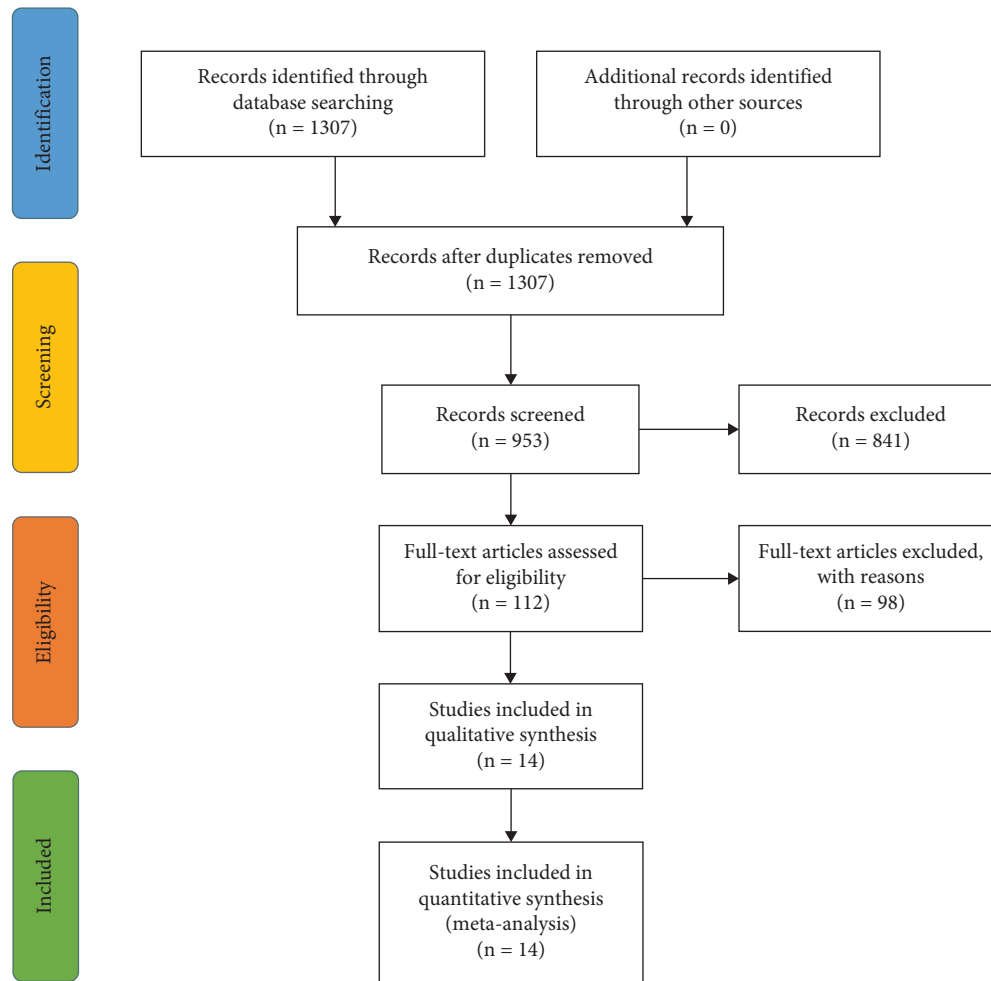 Identification
Records identified through
database searching
(n = 1307)
Additional records identified
through other sources
(n = 0)
Records after duplicates removed
(n = 1307)
Screening
Records screened
(n = 953)
Records excluded
(n = 841)
Eligibility
Full-text articles assessed
for eligibility
(n = 112)
Full-text articles excluded,
with reasons
(n = 98)
Studies included in
qualitative synthesis
(n = 14)
Included
Studies included in
quantitative synthesis
(meta-analysis)
(n = 14)